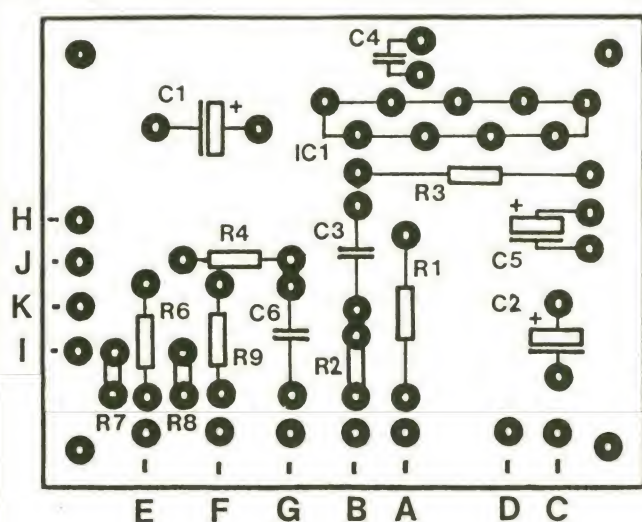 C4
C1 +
IC1
R3
H
R4 C3 +
J R1 C5
K C2
R6 C6 +
I R9 R2
R7 R8
E F G B A D C